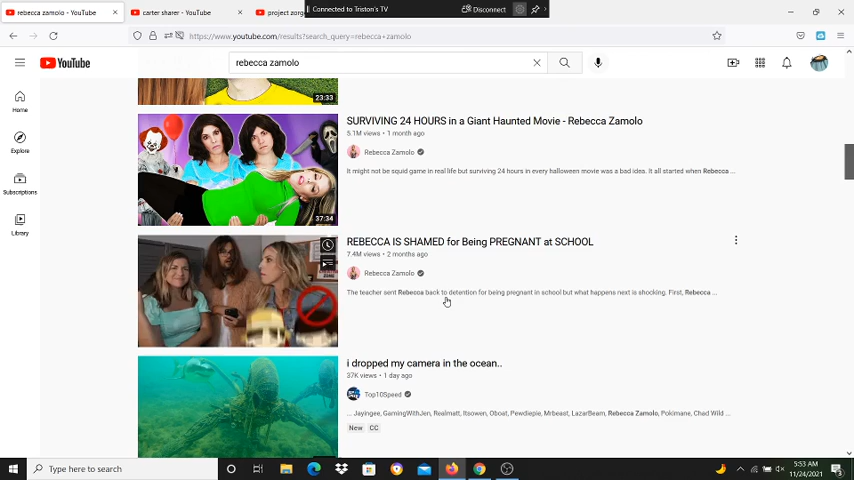 rebecca zamolo - YouTube
carter sharer - YouTube
project zorg
Connected to Triston's TV
Disconnect
https://www.youtube.com/results?search_query=rebecca+zamolo
YouTube
rebecca zamolo
23:33
Home
Explore
Subscriptions
Library
SURVIVING 24 HOURS in a Giant Haunted Movie - Rebecca Zamolo
5.1M views • 1 month ago
Rebecca Zamolo
It might not be squid game in real life but surviving 24 hours in every halloween movie was a bad idea. It all started when Rebecca ...
37:34
REBECCA IS SHAMED for Being PREGNANT at SCHOOL
7.4M views • 2 months ago
Rebecca Zamolo
The teacher sent Rebecca back to detention for being pregnant in school but what happens next is shocking. First, Rebecca ...
i dropped my camera in the ocean..
37K views • 1 day ago
Top10Speed
... Jayingee, GamingWithJen, Realmatt, Itsowen, Oboat, Pewdiepie, Mrbeast, LazarBeam, Rebecca Zamolo, Pokimane, Chad Wild ...
New CC
Type here to search
5:53 AM
11/24/2021
3